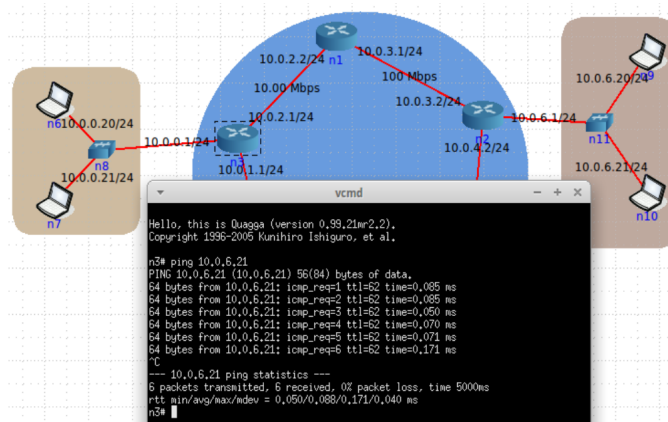 10.0.2.2/24
n1
10.0.3.1/24
10.00 Mbps
100 Mbps
10.0.3.2/24
n9
10.0.6.20/24
n6
10.0.0.20/24
10.0.0.1/24
10.0.2.1/24
n2
10.0.6.1/24
n11
n8
n3
10.0.4.2/24
10.0.0.21/24
10.0.1.1/24
10.0.6.21/24
n7
n10
vcmd
Hello, this is Quagga (version 0.99.21mr2.2).
Copyright 1996-2005 Kunihiro Ishiguro, et al.
n3# ping 10.0.6.21
PING 10.0.6.21 (10.0.6.21) 56(84) bytes of data.
64 bytes from 10.0.6.21: icmp_req=1 ttl=62 time=0.085 ms
64 bytes from 10.0.6.21: icmp_req=2 ttl=62 time=0.085 ms
64 bytes from 10.0.6.21: icmp_req=3 ttl=62 time=0.050 ms
64 bytes from 10.0.6.21: icmp_req=4 ttl=62 time=0.070 ms
64 bytes from 10.0.6.21: icmp_req=5 ttl=62 time=0.071 ms
64 bytes from 10.0.6.21: icmp_req=6 ttl=62 time=0.171 ms
^C
--- 10.0.6.21 ping statistics ---
6 packets transmitted, 6 received, 0% packet loss, time 5000ms
rtt min/avg/max/mdev = 0.050/0.088/0.171/0.040 ms
n3#